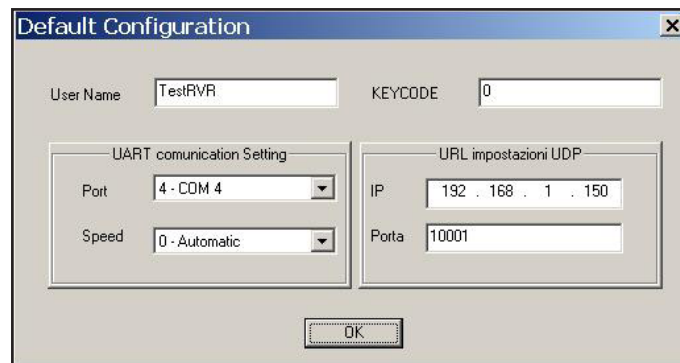 Default Configuration
User Name TestRVR KEYCODE 0
UART comunication Setting
Port 4 - COM 4
Speed 0 - Automatic
URL impostazioni UDP
IP 192 . 168 . 1 . 150
Porta 10001
OK